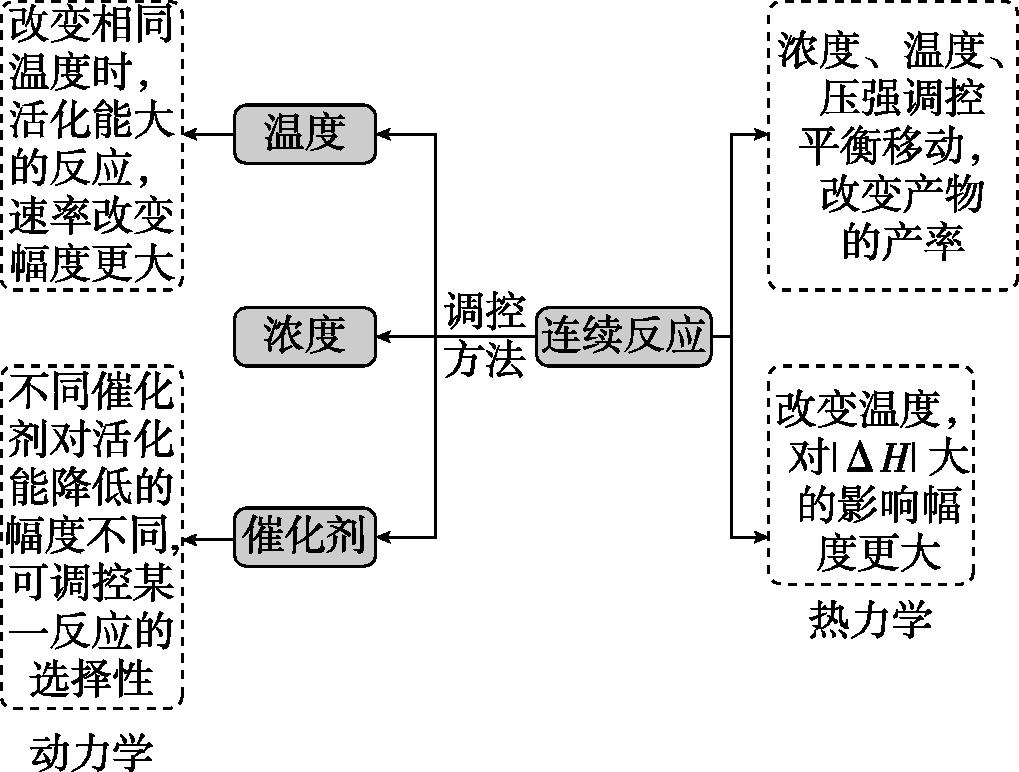 改变相同
温度时，
活化能大
的反应，
速率改变
幅度更大
温度
浓度
不同催化
剂对活化
能降低的
幅度不同，
可调控某
一反应的
选择性
催化剂
动力学
调控
方法
连续反应
浓度、温度、
压强调控
平衡移动，
改变产物
的产率
改变温度，
对|ΔH|大
的影响幅
度更大
热力学